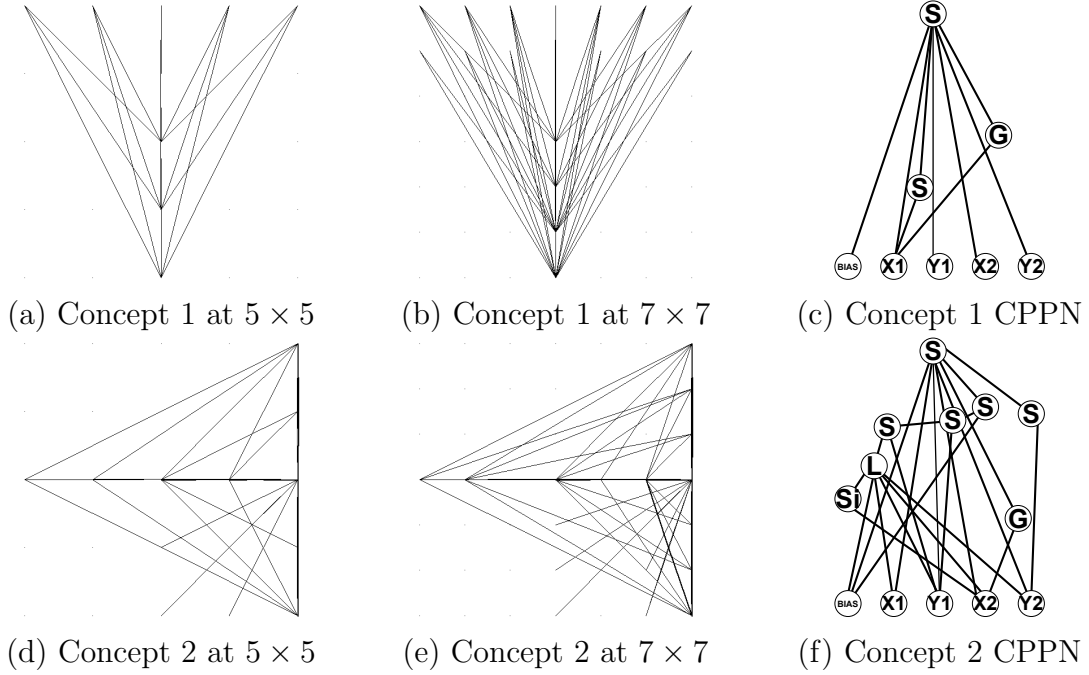 S
G
S
BIAS X1 Y1 X2 Y2
(a) Concept 1 at 5 × 5 (b) Concept 1 at 7 × 7 (c) Concept 1 CPPN
S
S S S S
L
Si G
BIAS X1 Y1 X2 Y2
(d) Concept 2 at 5 × 5 (e) Concept 2 at 7 × 7 (f) Concept 2 CPPN